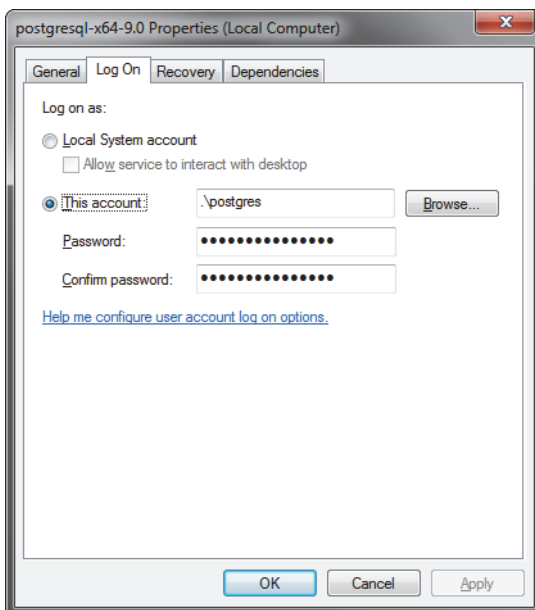 postgresql-x64-9.0 Properties (Local Computer)
General Log On Recovery Dependencies
Log on as:
Local System account
Allow service to interact with desktop
This account: .\postgres Browse...
Password: •••••••••••••••
Confirm password: •••••••••••••••
Help me configure user account log on options.
OK Cancel Apply